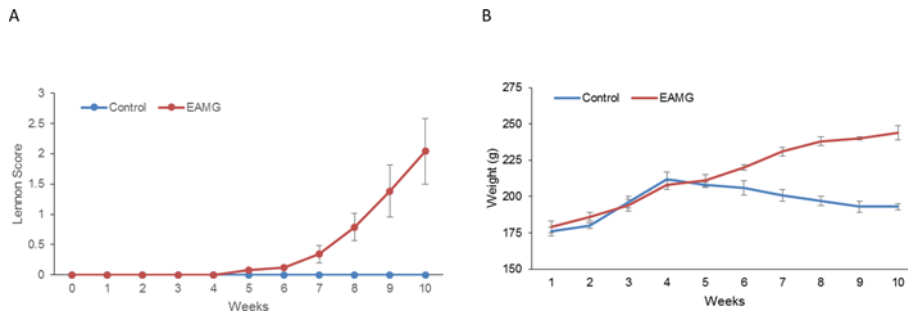 A
Control EAMG
Lennon Score
3
2.5
2
1.5
1
0.5
0
0 1 2 3 4 5 6 7 8 9 10
Weeks
B
Control EAMG
Weight (g)
275
250
225
200
175
150
1 2 3 4 5 6 7 8 9 10
Weeks